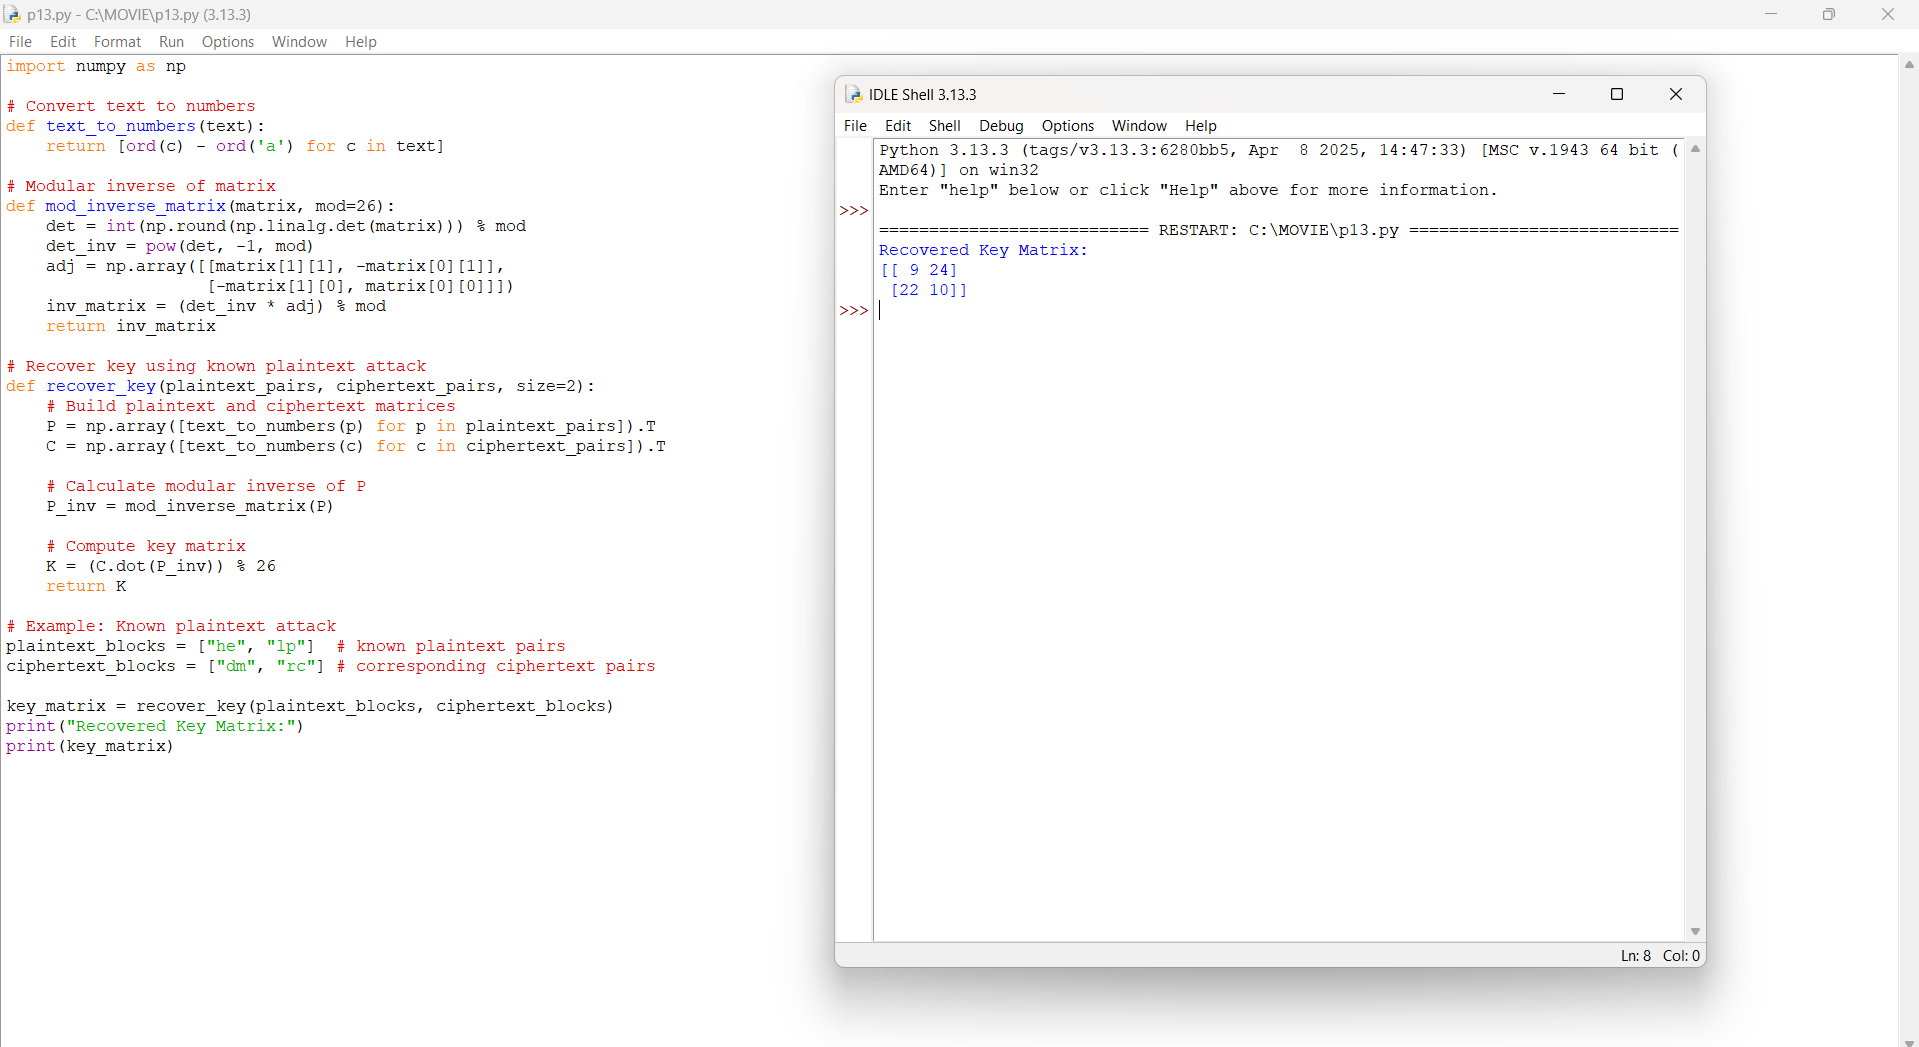 p13.py - C:\MOVIE\p13.py (3.13.3)
File Edit Format Run Options Window Help
import numpy as np

# Convert text to numbers
def text_to_numbers(text):
    return [ord(c) - ord('a') for c in text]

# Modular inverse of matrix
def mod_inverse_matrix(matrix, mod=26):
    det = int(np.round(np.linalg.det(matrix))) % mod
    det_inv = pow(det, -1, mod)
    adj = np.array([[matrix[1][1], -matrix[0][1]],
                    [-matrix[1][0], matrix[0][0]]])
    inv_matrix = (det_inv * adj) % mod
    return inv_matrix

# Recover key using known plaintext attack
def recover_key(plaintext_pairs, ciphertext_pairs, size=2):
    # Build plaintext and ciphertext matrices
    P = np.array([text_to_numbers(p) for p in plaintext_pairs]).T
    C = np.array([text_to_numbers(c) for c in ciphertext_pairs]).T

    # Calculate modular inverse of P
    P_inv = mod_inverse_matrix(P)

    # Compute key matrix
    K = (C.dot(P_inv)) % 26
    return K

# Example: Known plaintext attack
plaintext_blocks = ["he", "lp"]  # known plaintext pairs
ciphertext_blocks = ["dm", "rc"] # corresponding ciphertext pairs

key_matrix = recover_key(plaintext_blocks, ciphertext_blocks)
print("Recovered Key Matrix:")
print(key_matrix)
IDLE Shell 3.13.3
File Edit Shell Debug Options Window Help
Python 3.13.3 (tags/v3.13.3:6280bb5, Apr  8 2025, 14:47:33) [MSC v.1943 64 bit (
AMD64)] on win32
Enter "help" below or click "Help" above for more information.
>>>
=========================== RESTART: C:\MOVIE\p13.py ===========================
Recovered Key Matrix:
[[ 9 24]
 [22 10]]
>>>
Ln: 8 Col: 0